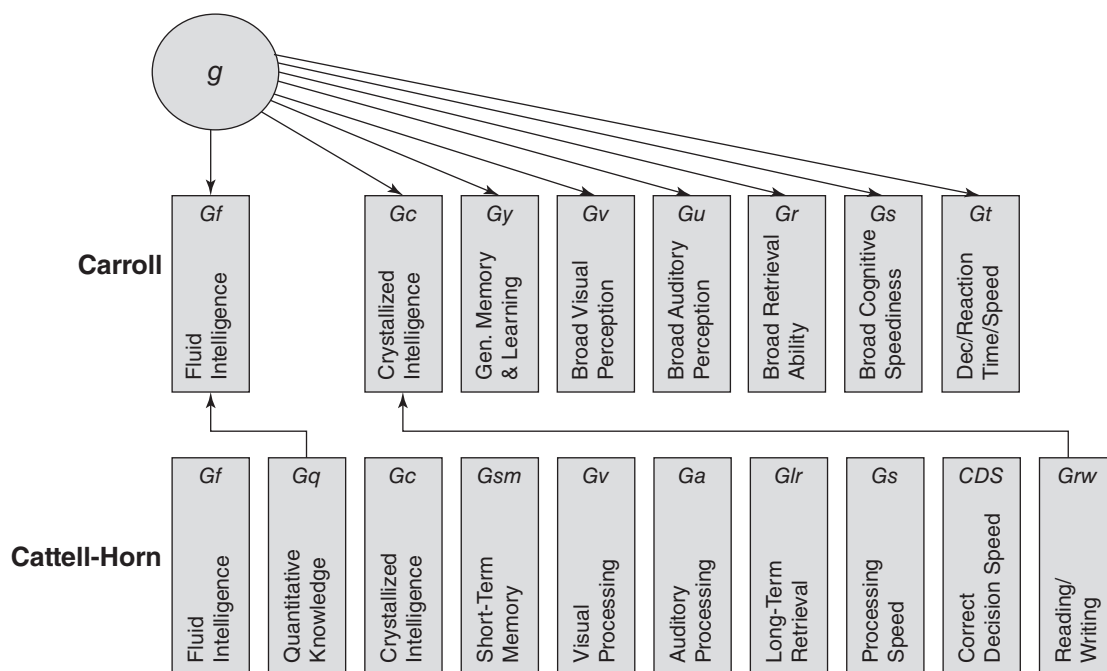 g
Carroll
Gf
Fluid
Intelligence
Gc
Crystallized
Intelligence
Gy
Gen. Memory
& Learning
Gv
Broad Visual
Perception
Gu
Broad Auditory
Perception
Gr
Broad Retrieval
Ability
Gs
Broad Cognitive
Speediness
Gt
Dec/Reaction
Time/Speed
Cattell-Horn
Gf
Fluid
Intelligence
Gq
Quantitative
Knowledge
Gc
Crystallized
Intelligence
Gsm
Short-Term
Memory
Gv
Visual
Processing
Ga
Auditory
Processing
Glr
Long-Term
Retrieval
Gs
Processing
Speed
CDS
Correct
Decision Speed
Grw
Reading/
Writing